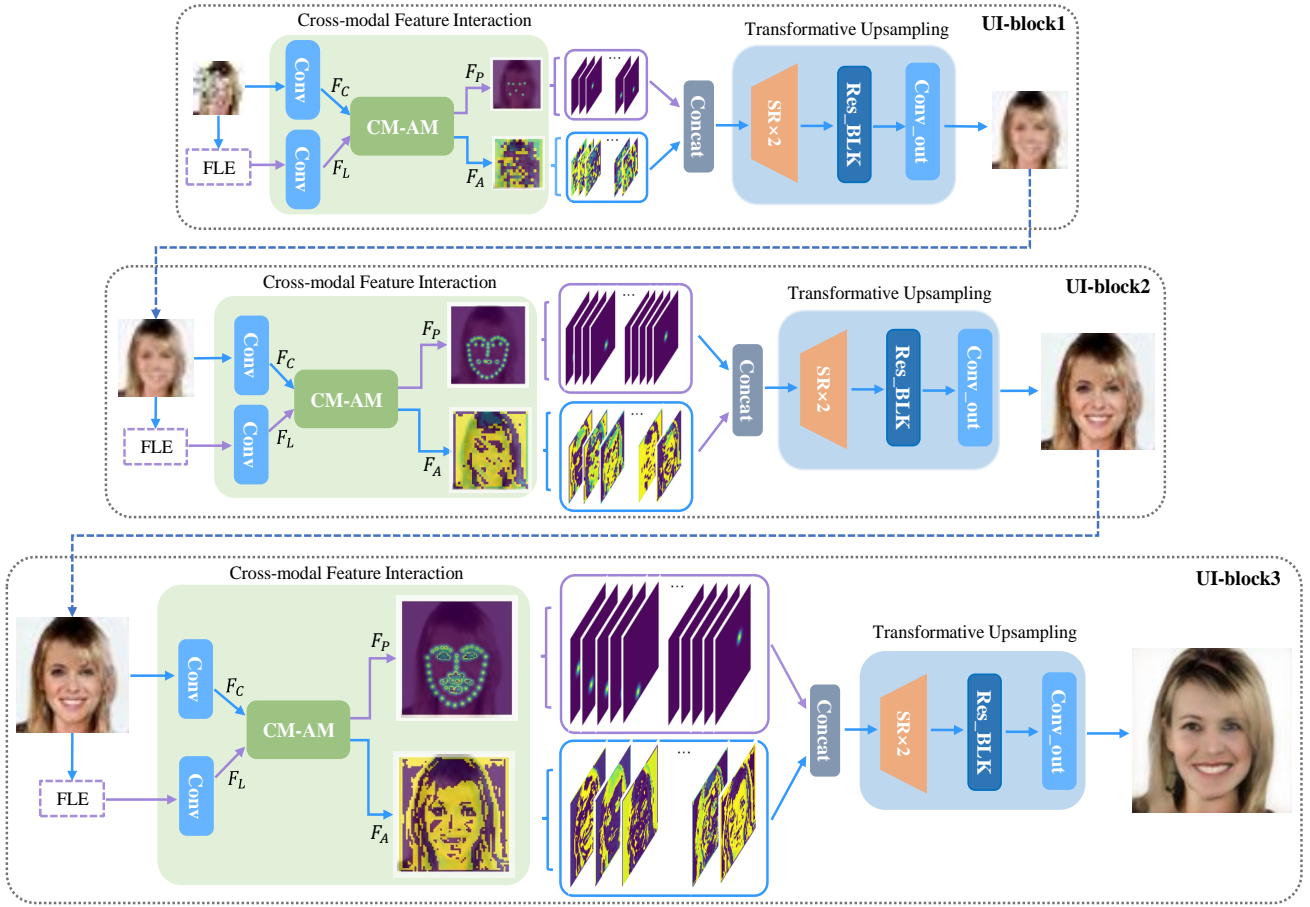 Cross-modal Feature Interaction
Transformative Upsampling
UI-block1
Conv
F_C
F_P
...
CM-AM
Concat
SR×2
Res_BLK
Conv_out
FLE
Conv
F_L
F_A
...
Cross-modal Feature Interaction
Transformative Upsampling
UI-block2
Conv
F_C
F_P
...
CM-AM
Concat
SR×2
Res_BLK
Conv_out
FLE
Conv
F_L
F_A
...
Cross-modal Feature Interaction
Transformative Upsampling
UI-block3
Conv
F_C
F_P
...
CM-AM
Concat
SR×2
Res_BLK
Conv_out
FLE
Conv
F_L
F_A
...